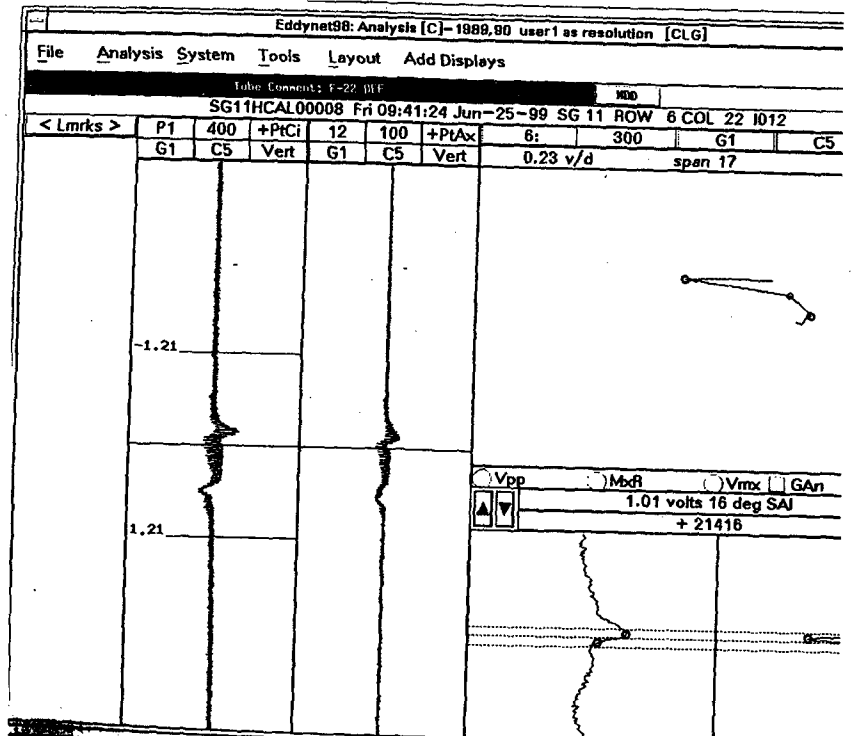 Eddynet98: Analysis [C]-1989,90 user1 as resolution [CLG]
File Analysis System Tools Layout Add Displays
Tube Comment: F-22 DEF
SG11HCAL00008 Fri 09:41:24 Jun-25-99 SG 11 ROW 6 COL 22 I012
< Lmrks > P1 400 +PtCi 12 100 +PtAx 6: 300 G1 C5
G1 C5 Vert G1 C5 Vert 0.23 v/d span 17
-1.21
Vpp MxR Vmx GAn
1.01 volts 16 deg SAI
+ 21416
1.21